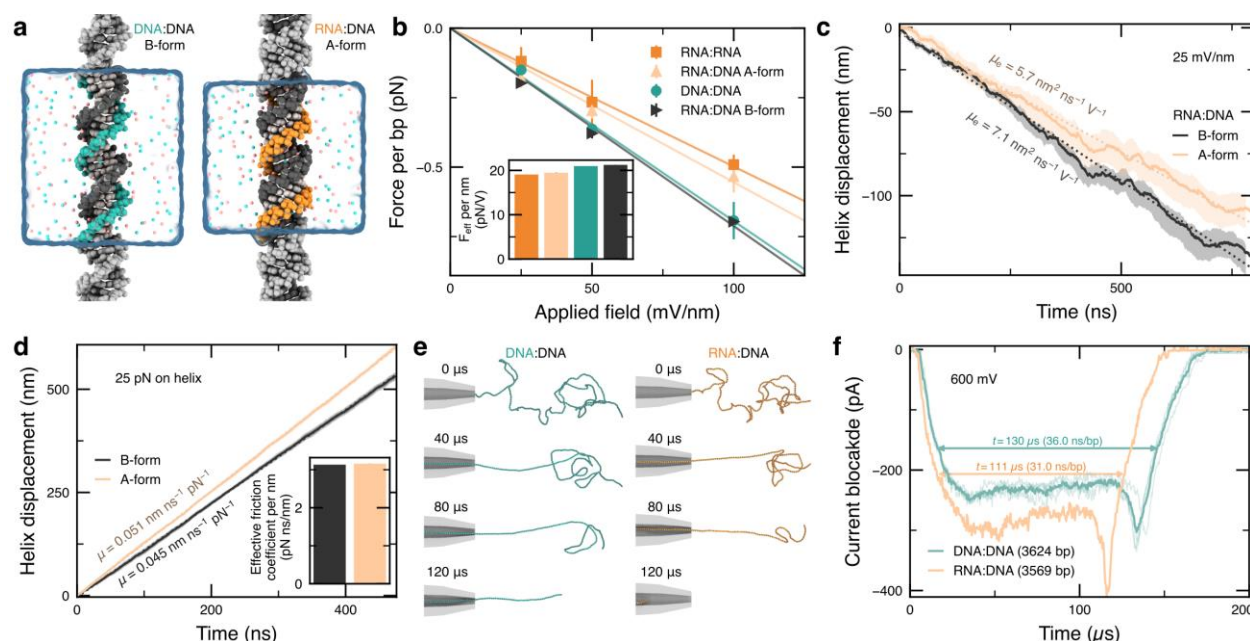 a
DNA:DNA
B-form
RNA:DNA
A-form
b
0.0
−0.5
Force per bp (pN)
RNA:RNA
RNA:DNA A-form
DNA:DNA
RNA:DNA B-form
20
10
0
F_eff per nm
(pN/V)
0
50
100
Applied field (mV/nm)
c
0
−50
−100
Helix displacement (nm)
25 mV/nm
μ_e = 5.7 nm² ns⁻¹ V⁻¹
μ_e = 7.1 nm² ns⁻¹ V⁻¹
RNA:DNA
B-form
A-form
0
500
Time (ns)
d
500
250
0
Helix displacement (nm)
25 pN on helix
B-form
A-form
μ = 0.051 nm ns⁻¹ pN⁻¹
μ = 0.045 nm ns⁻¹ pN⁻¹
2
0
Effective friction
coefficient per nm
(pN ns/nm)
0
200
400
Time (ns)
e
DNA:DNA
RNA:DNA
0 μs
0 μs
40 μs
40 μs
80 μs
80 μs
120 μs
120 μs
f
0
−200
−400
Current blocakde (pA)
600 mV
t = 130 μs (36.0 ns/bp)
t = 111 μs (31.0 ns/bp)
DNA:DNA (3624 bp)
RNA:DNA (3569 bp)
0
100
200
Time (μs)